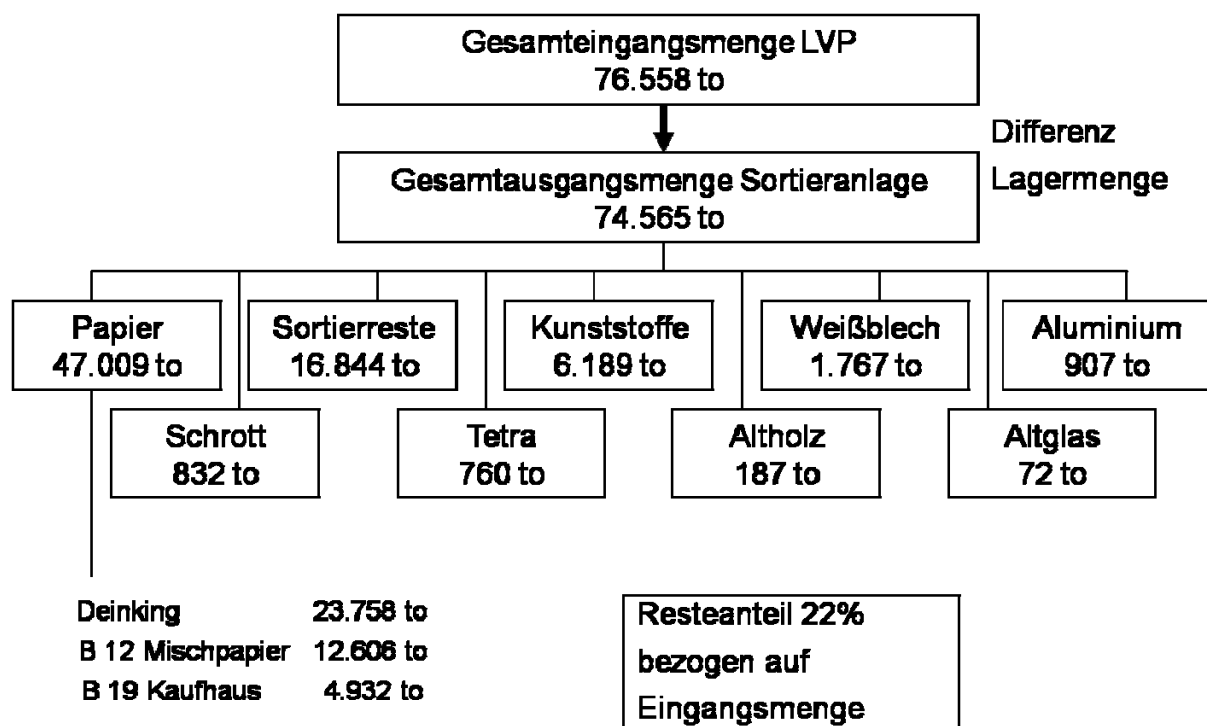 Gesamteingangsmenge LVP
76.558 to
Differenz
Lagermenge
Gesamtausgangsmenge Sortieranlage
74.565 to
Papier
47.009 to
Sortierreste
16.844 to
Kunststoffe
6.189 to
Weißblech
1.767 to
Aluminium
907 to
Schrott
832 to
Tetra
760 to
Altholz
187 to
Altglas
72 to
Deinking 23.758 to
B 12 Mischpapier 12.606 to
B 19 Kaufhaus 4.932 to
Resteanteil 22%
bezogen auf
Eingangsmenge